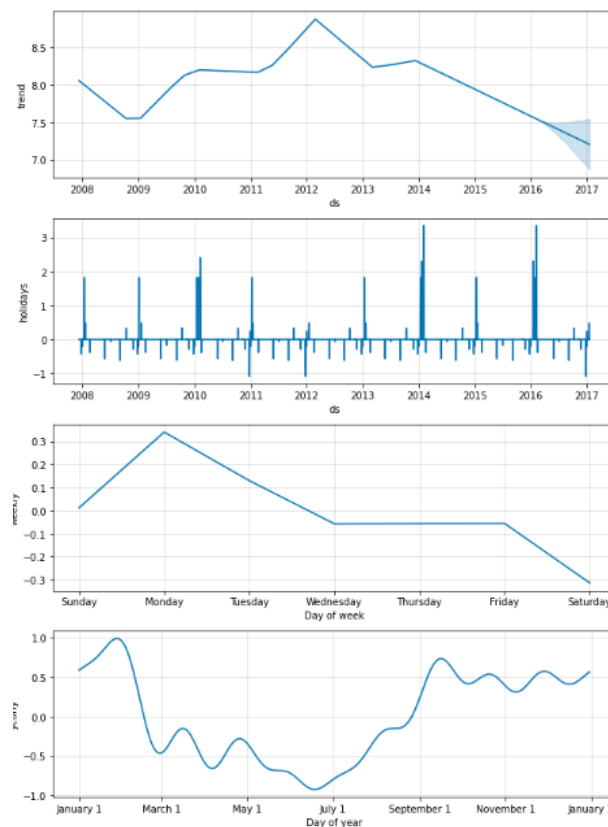 8.5
8.0
7.5
7.0
trend
2008 2009 2010 2011 2012 2013 2014 2015 2016 2017
ds
3
2
1
0
−1
holidays
2008 2009 2010 2011 2012 2013 2014 2015 2016 2017
ds
0.3
0.2
0.1
0.0
−0.1
−0.2
−0.3
weekly
Sunday Monday Tuesday Wednesday Thursday Friday Saturday
Day of week
1.0
0.5
0.0
−0.5
−1.0
yearly
January 1 March 1 May 1 July 1 September 1 November 1 January 1
Day of year